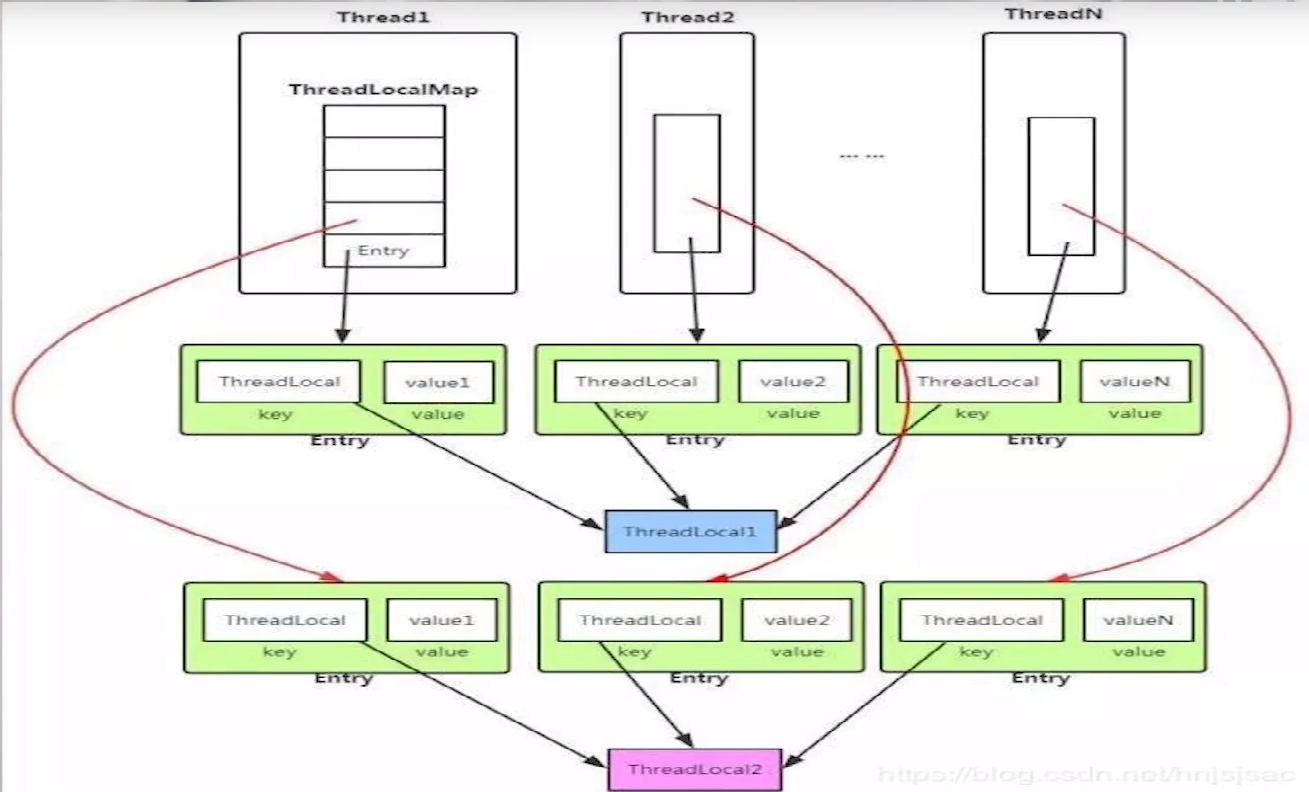 Thread1
Thread2
ThreadN
ThreadLocalMap
... ...
Entry
ThreadLocal
value1
key
value
Entry
ThreadLocal
value2
key
value
Entry
ThreadLocal
valueN
key
value
Entry
ThreadLocal1
ThreadLocal
value1
key
value
Entry
ThreadLocal
value2
key
value
Entry
ThreadLocal
valueN
key
value
Entry
ThreadLocal2
https://blog.csdn.net/hnjsjsac